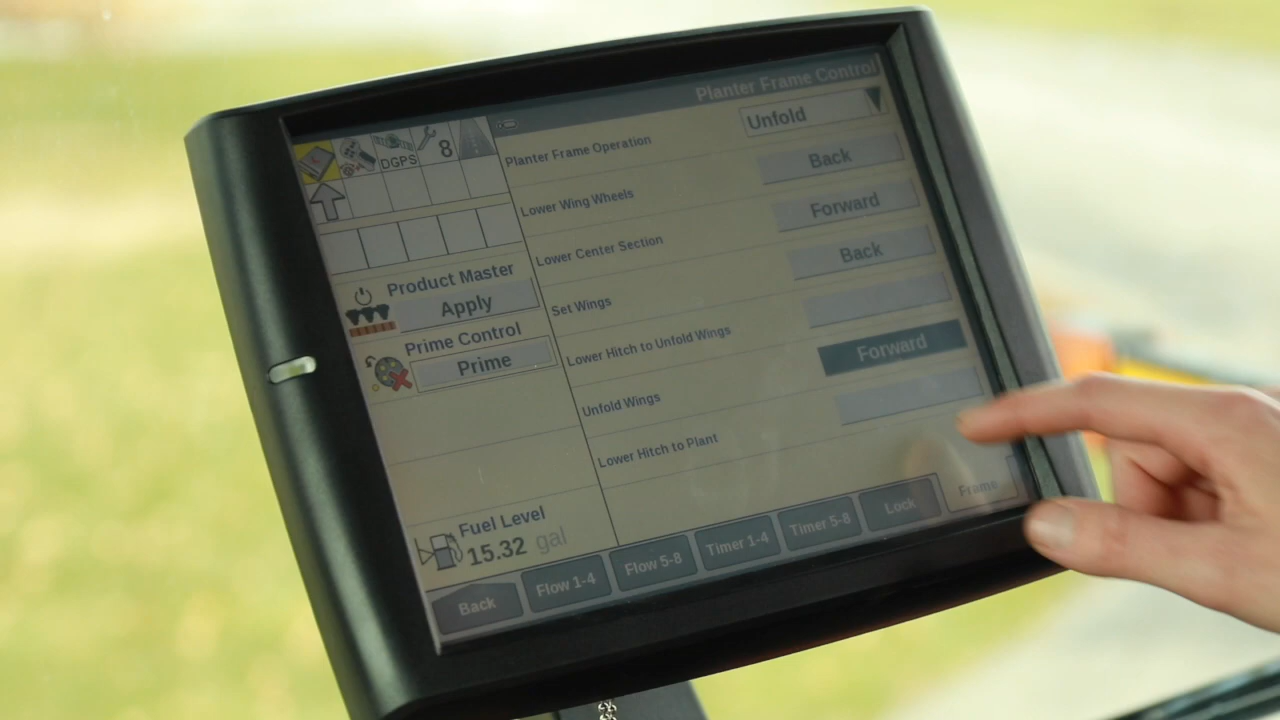 Planter Frame Control
8
DGPS
Planter Frame Operation
Unfold
Lower Wing Wheels
Back
Lower Center Section
Forward
Set Wings
Back
Lower Hitch to Unfold Wings
Unfold Wings
Forward
Lower Hitch to Plant
Product Master
Apply
Prime Control
Prime
Fuel Level
15.32 gal
Back
Flow 1-4
Flow 5-8
Timer 1-4
Timer 5-8
Lock
Frame